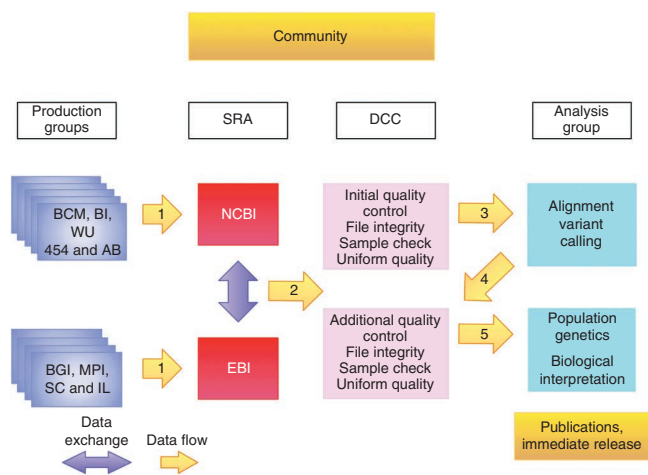 Community
Production
groups
SRA
DCC
Analysis
group
BCM, BI,
WU
454 and AB
1
NCBI
Initial quality
control
File integrity
Sample check
Uniform quality
3
Alignment
variant
calling
2
4
BGI, MPI,
SC and IL
1
EBI
Additional quality
control
File integrity
Sample check
Uniform quality
5
Population
genetics
Biological
interpretation
Data
exchange
Data flow
Publications,
immediate release